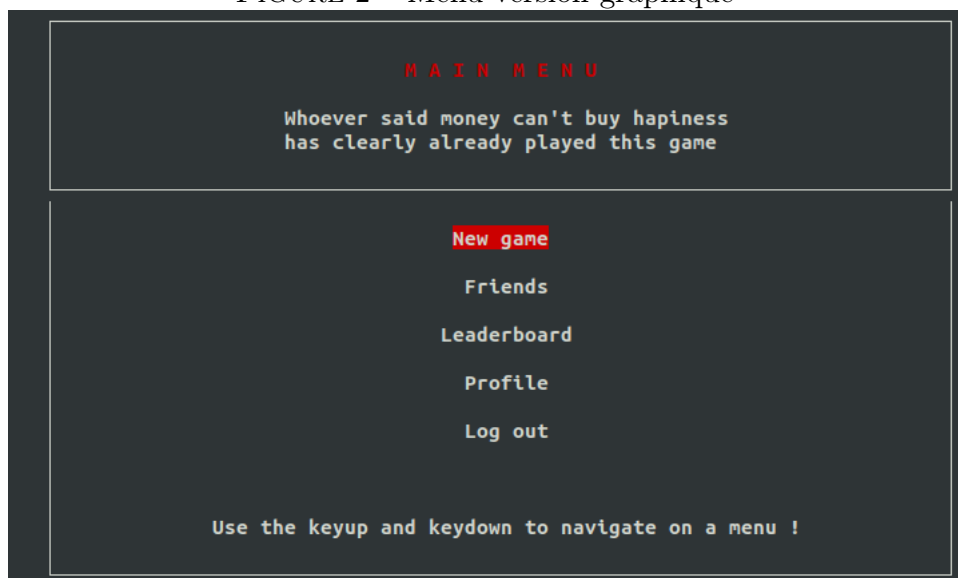 FIGURE 2 – Menu version graphique
M A I N M E N U
Whoever said money can't buy hapiness
has clearly already played this game
New game
Friends
Leaderboard
Profile
Log out
Use the keyup and keydown to navigate on a menu !